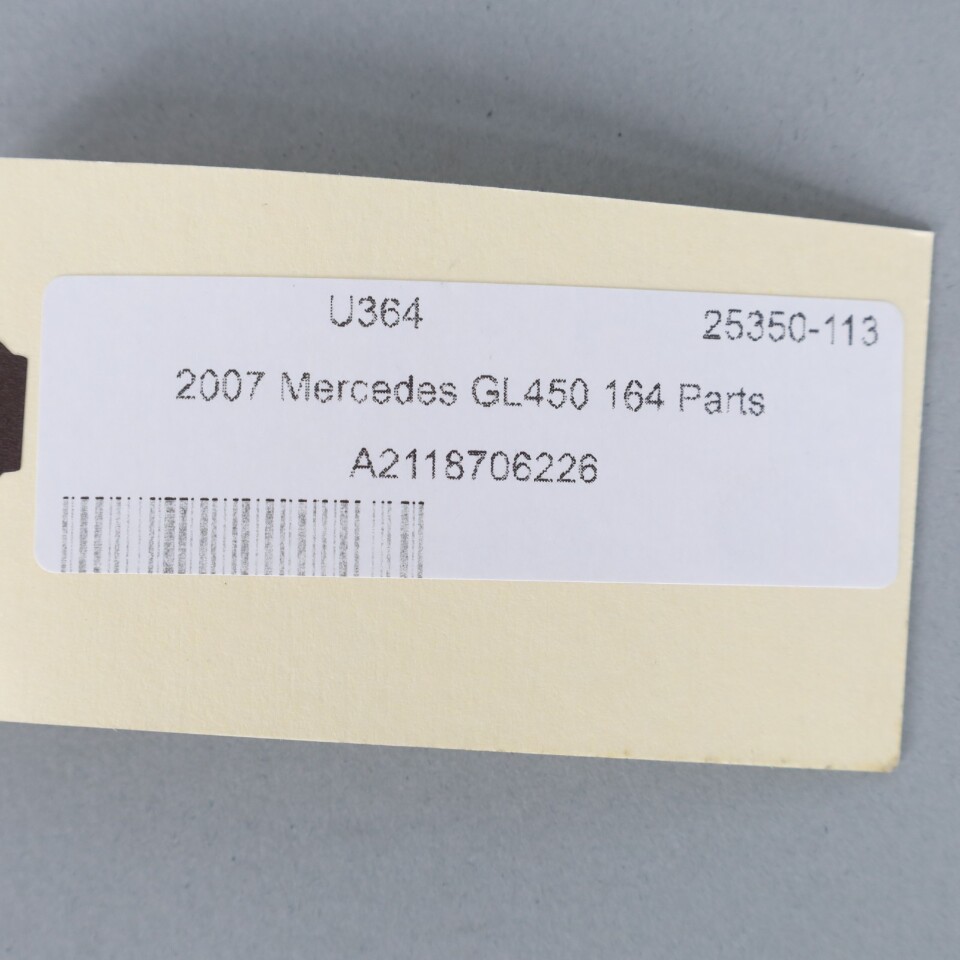 U364 25350-113
2007 Mercedes GL450 164 Parts
A2118706226